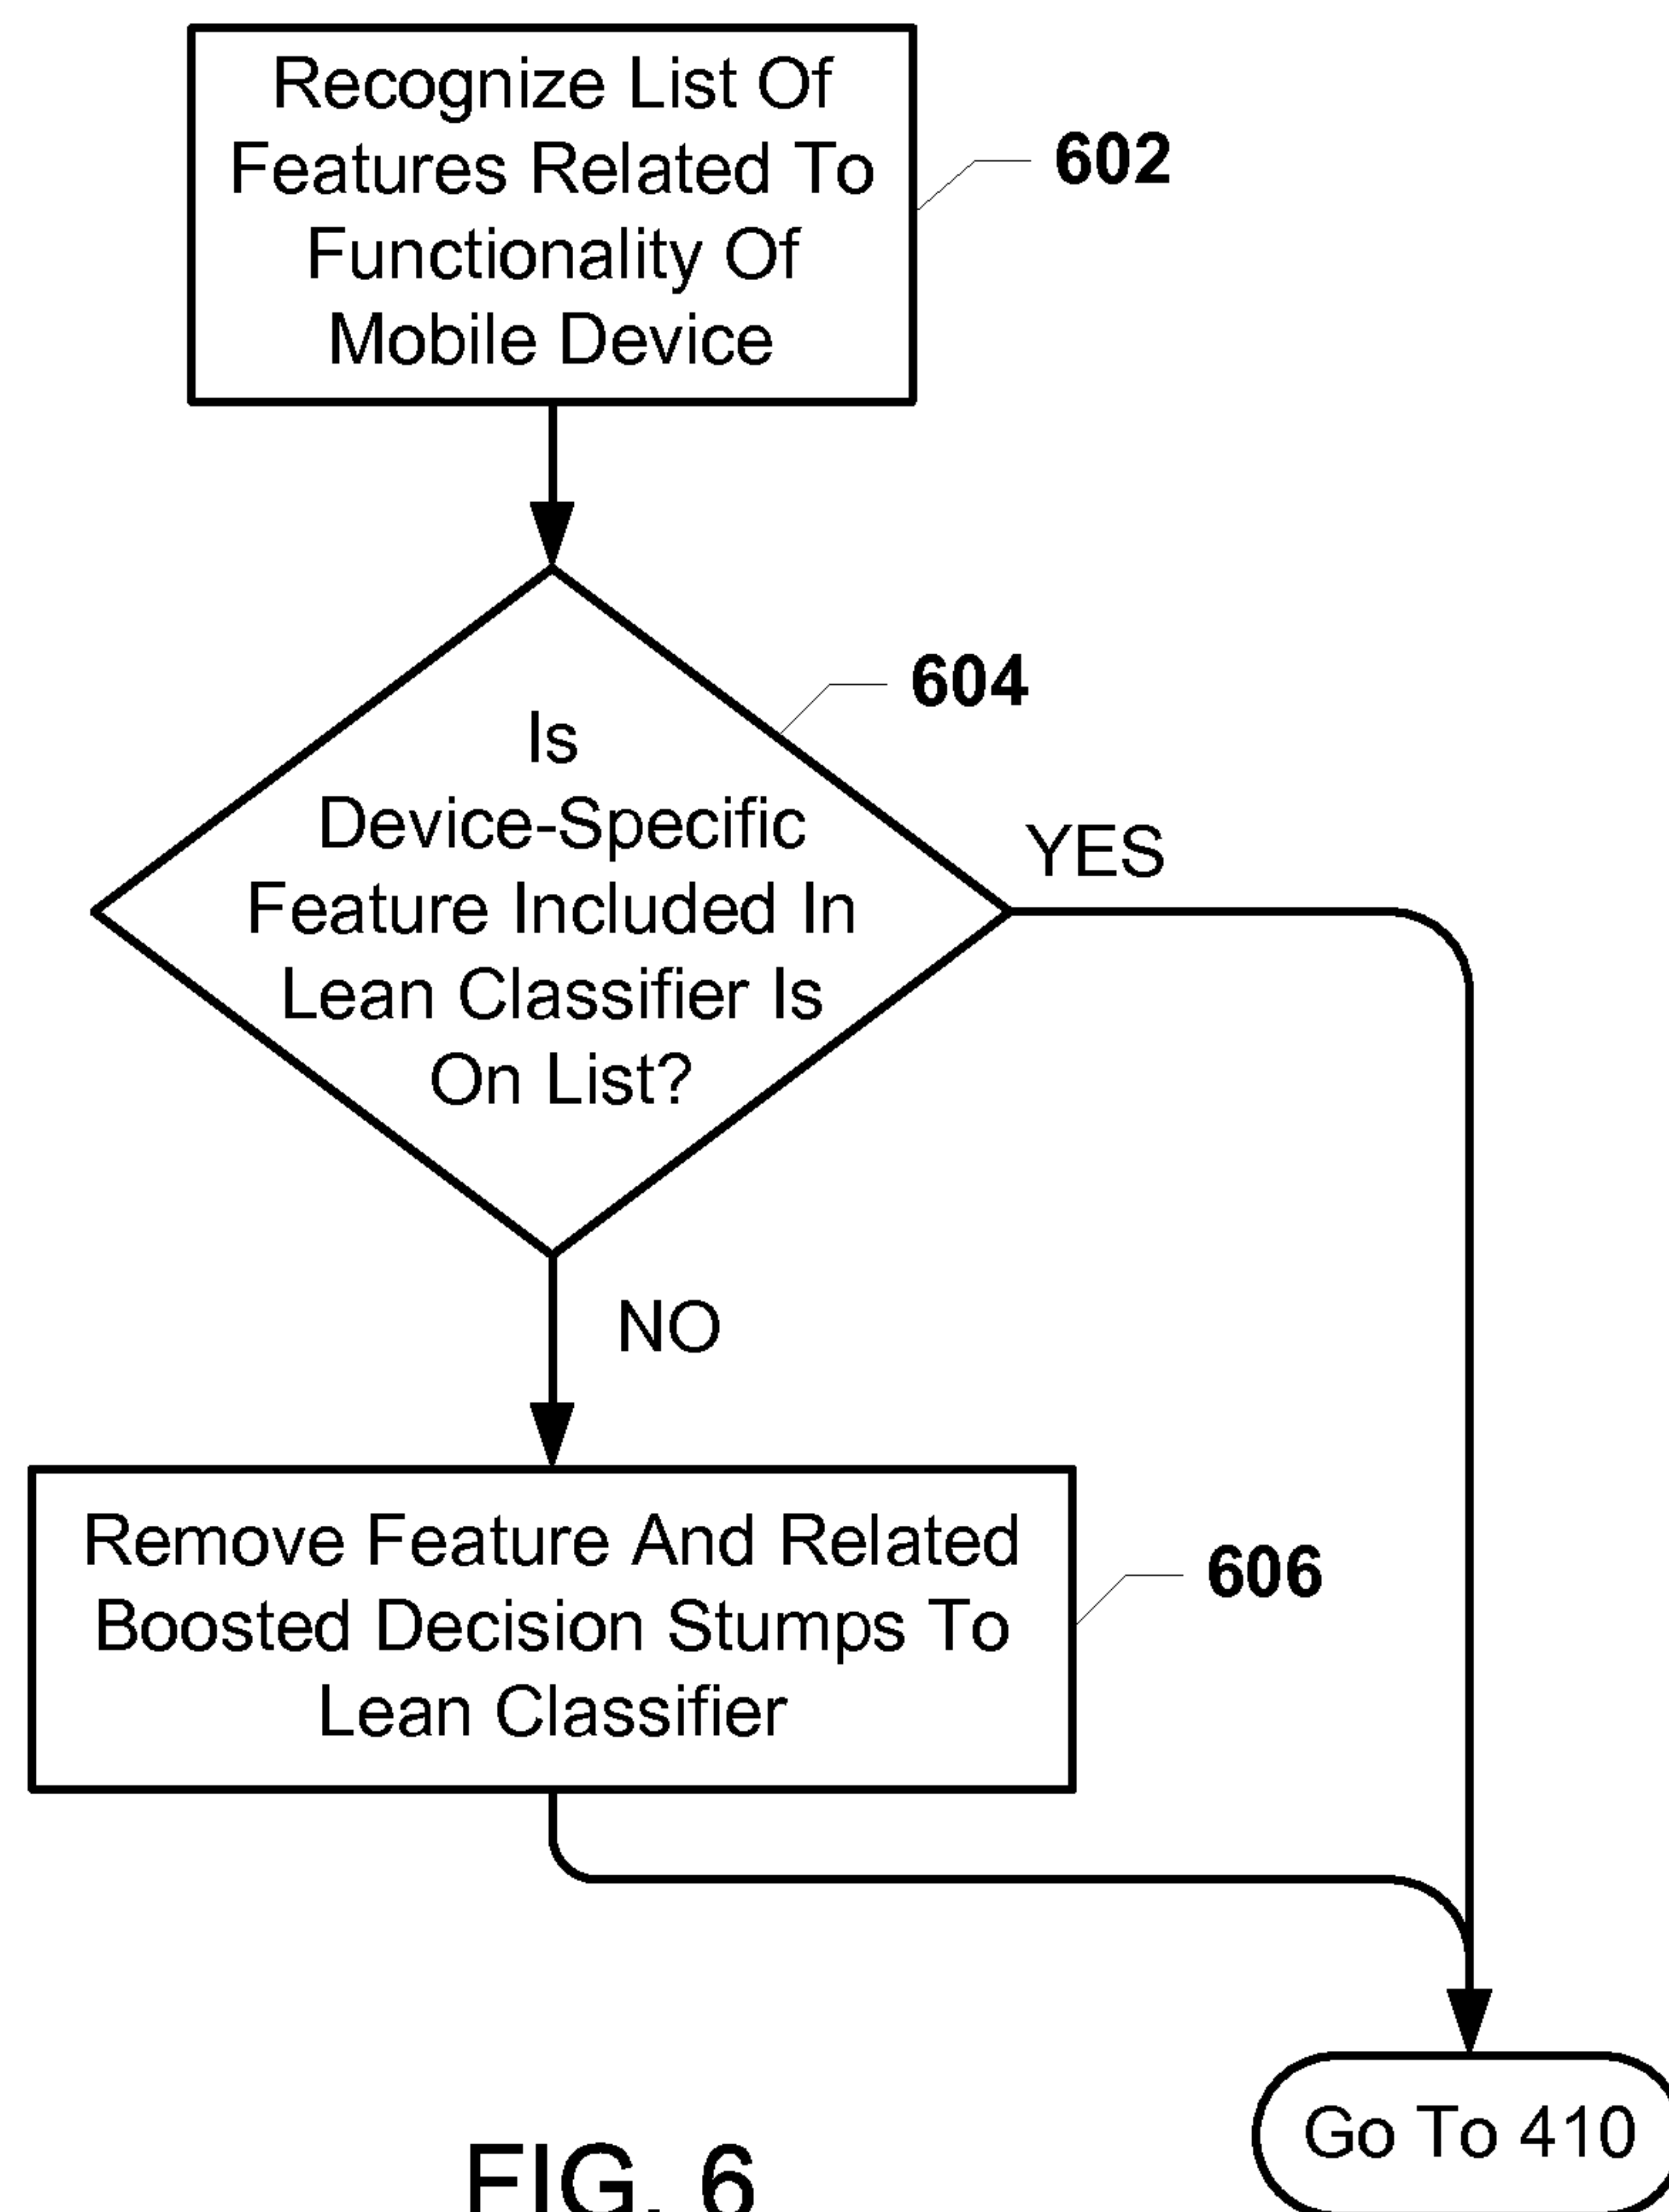 Recognize List Of
Features Related To
Functionality Of
Mobile Device
602
604
Is
Device-Specific
Feature Included In
Lean Classifier Is
On List?
YES
NO
Remove Feature And Related
Boosted Decision Stumps To
Lean Classifier
606
Go To 410
FIG. 6